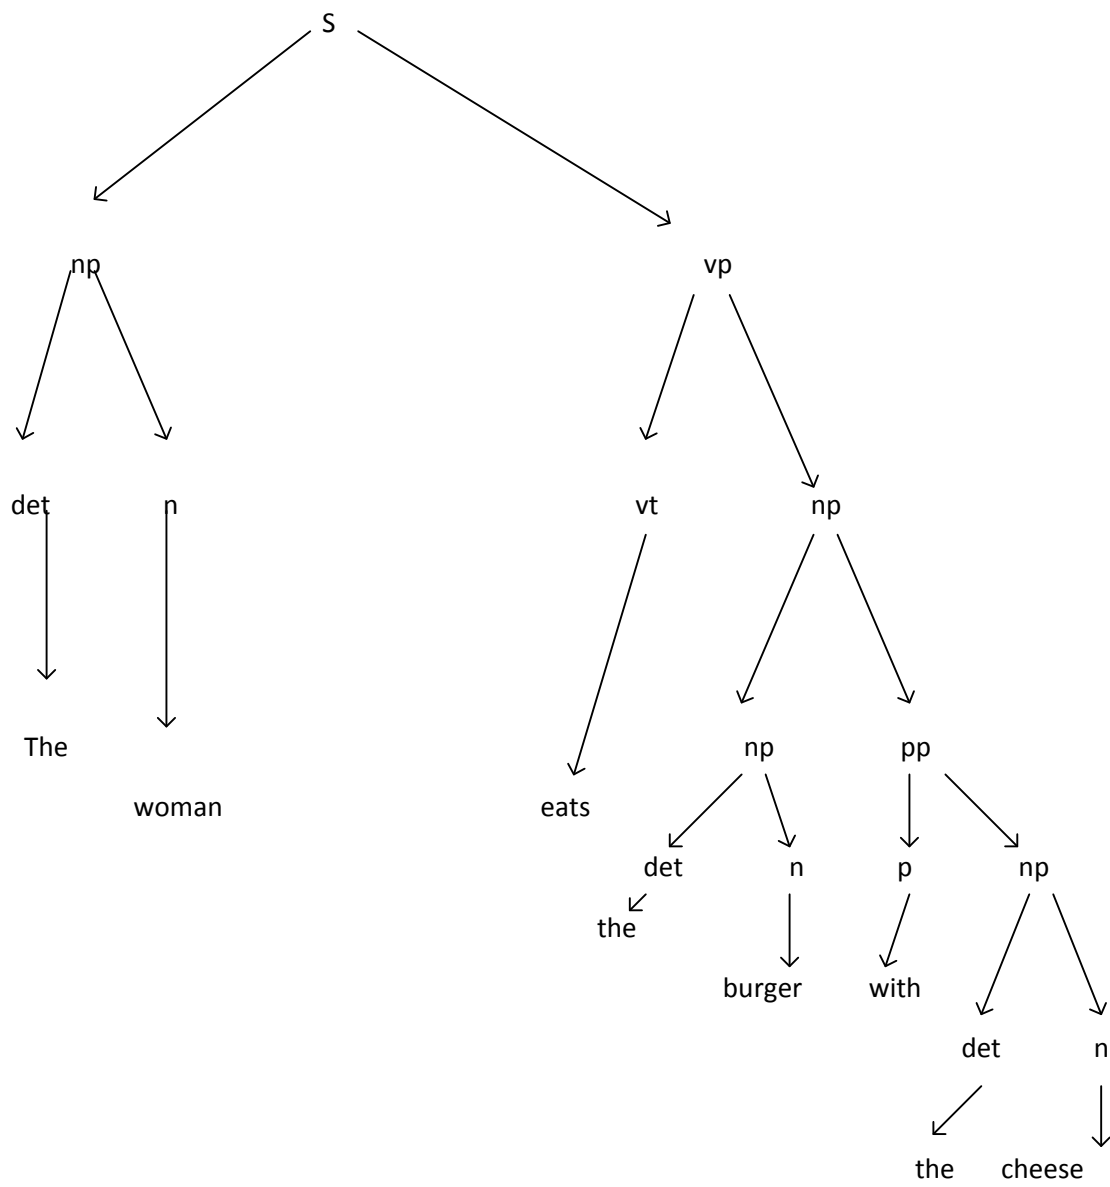 S
np vp
det n vt np
The np pp
woman eats
det n p np
the
burger with
det n
the cheese